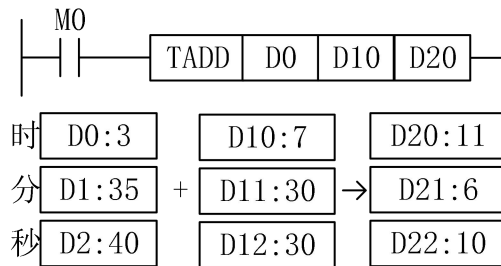 M0
TADD D0 D10 D20
时 D0:3 D10:7 D20:11
分 D1:35 + D11:30 → D21:6
秒 D2:40 D12:30 D22:10